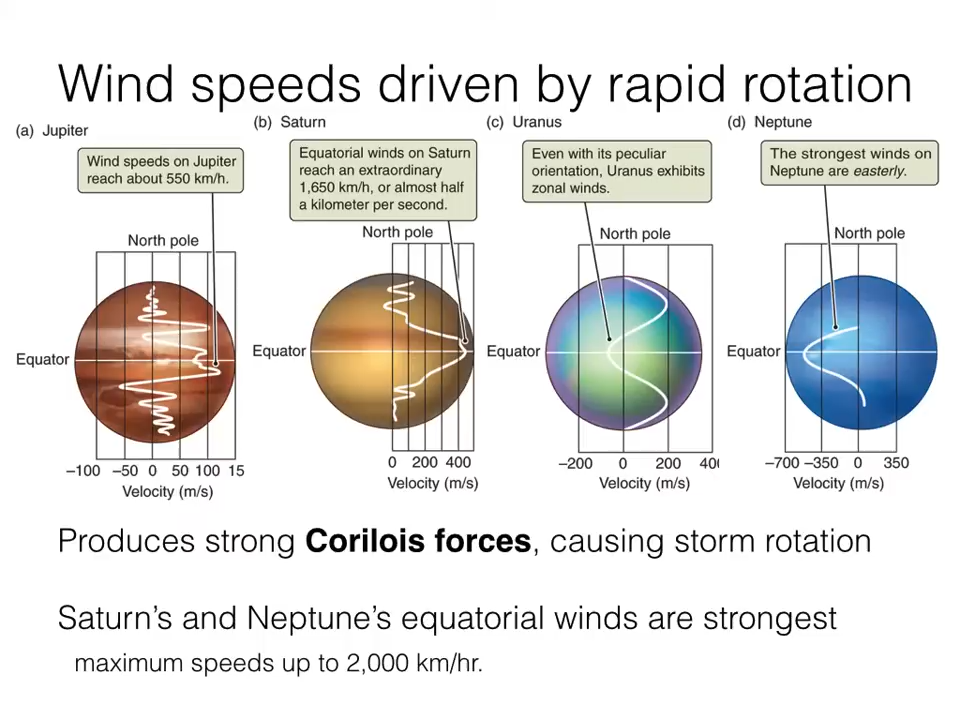 Wind speeds driven by rapid rotation
(a) Jupiter
Wind speeds on Jupiter
reach about 550 km/h.
North pole
Equator
–100 –50 0 50 100 15
Velocity (m/s)
(b) Saturn
Equatorial winds on Saturn
reach an extraordinary
1,650 km/h, or almost half
a kilometer per second.
North pole
Equator
0 200 400
Velocity (m/s)
(c) Uranus
Even with its peculiar
orientation, Uranus exhibits
zonal winds.
North pole
Equator
–200 0 200 400
Velocity (m/s)
(d) Neptune
The strongest winds on
Neptune are easterly.
North pole
Equator
–700 –350 0 350
Velocity (m/s)
Produces strong Corilois forces, causing storm rotation
Saturn’s and Neptune’s equatorial winds are strongest
maximum speeds up to 2,000 km/hr.